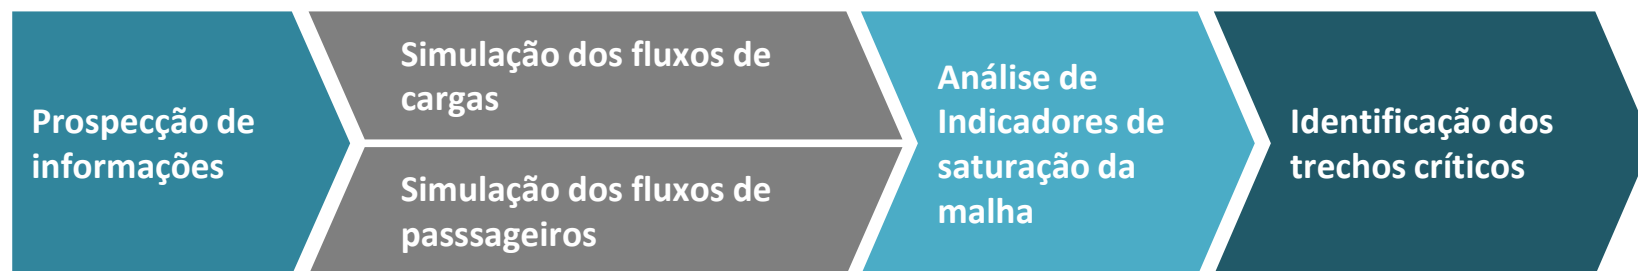 Prospecção de
informações
Simulação dos fluxos de
cargas
Simulação dos fluxos de
passsageiros
Análise de
Indicadores de
saturação da
malha
Identificação dos
trechos críticos